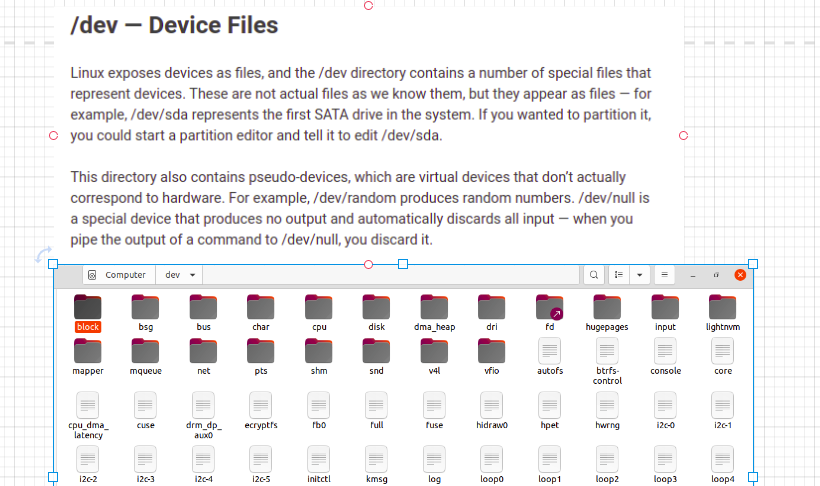 /dev — Device Files
Linux exposes devices as files, and the /dev directory contains a number of special files that
represent devices. These are not actual files as we know them, but they appear as files — for
example, /dev/sda represents the first SATA drive in the system. If you wanted to partition it,
you could start a partition editor and tell it to edit /dev/sda.
This directory also contains pseudo-devices, which are virtual devices that don't actually
correspond to hardware. For example, /dev/random produces random numbers. /dev/null is
a special device that produces no output and automatically discards all input — when you
pipe the output of a command to /dev/null, you discard it.
Computer dev
block bsg bus char cpu disk dma_heap dri fd hugepages input lightnvm
mapper mqueue net pts shm snd v4l vfio autofs btrfs-control console core
cpu_dma_latency cuse drm_dp_aux0 ecryptfs fb0 full fuse hidraw0 hpet hwrng i2c-0 i2c-1
i2c-2 i2c-3 i2c-4 i2c-5 initctl kmsg log loop0 loop1 loop2 loop3 loop4